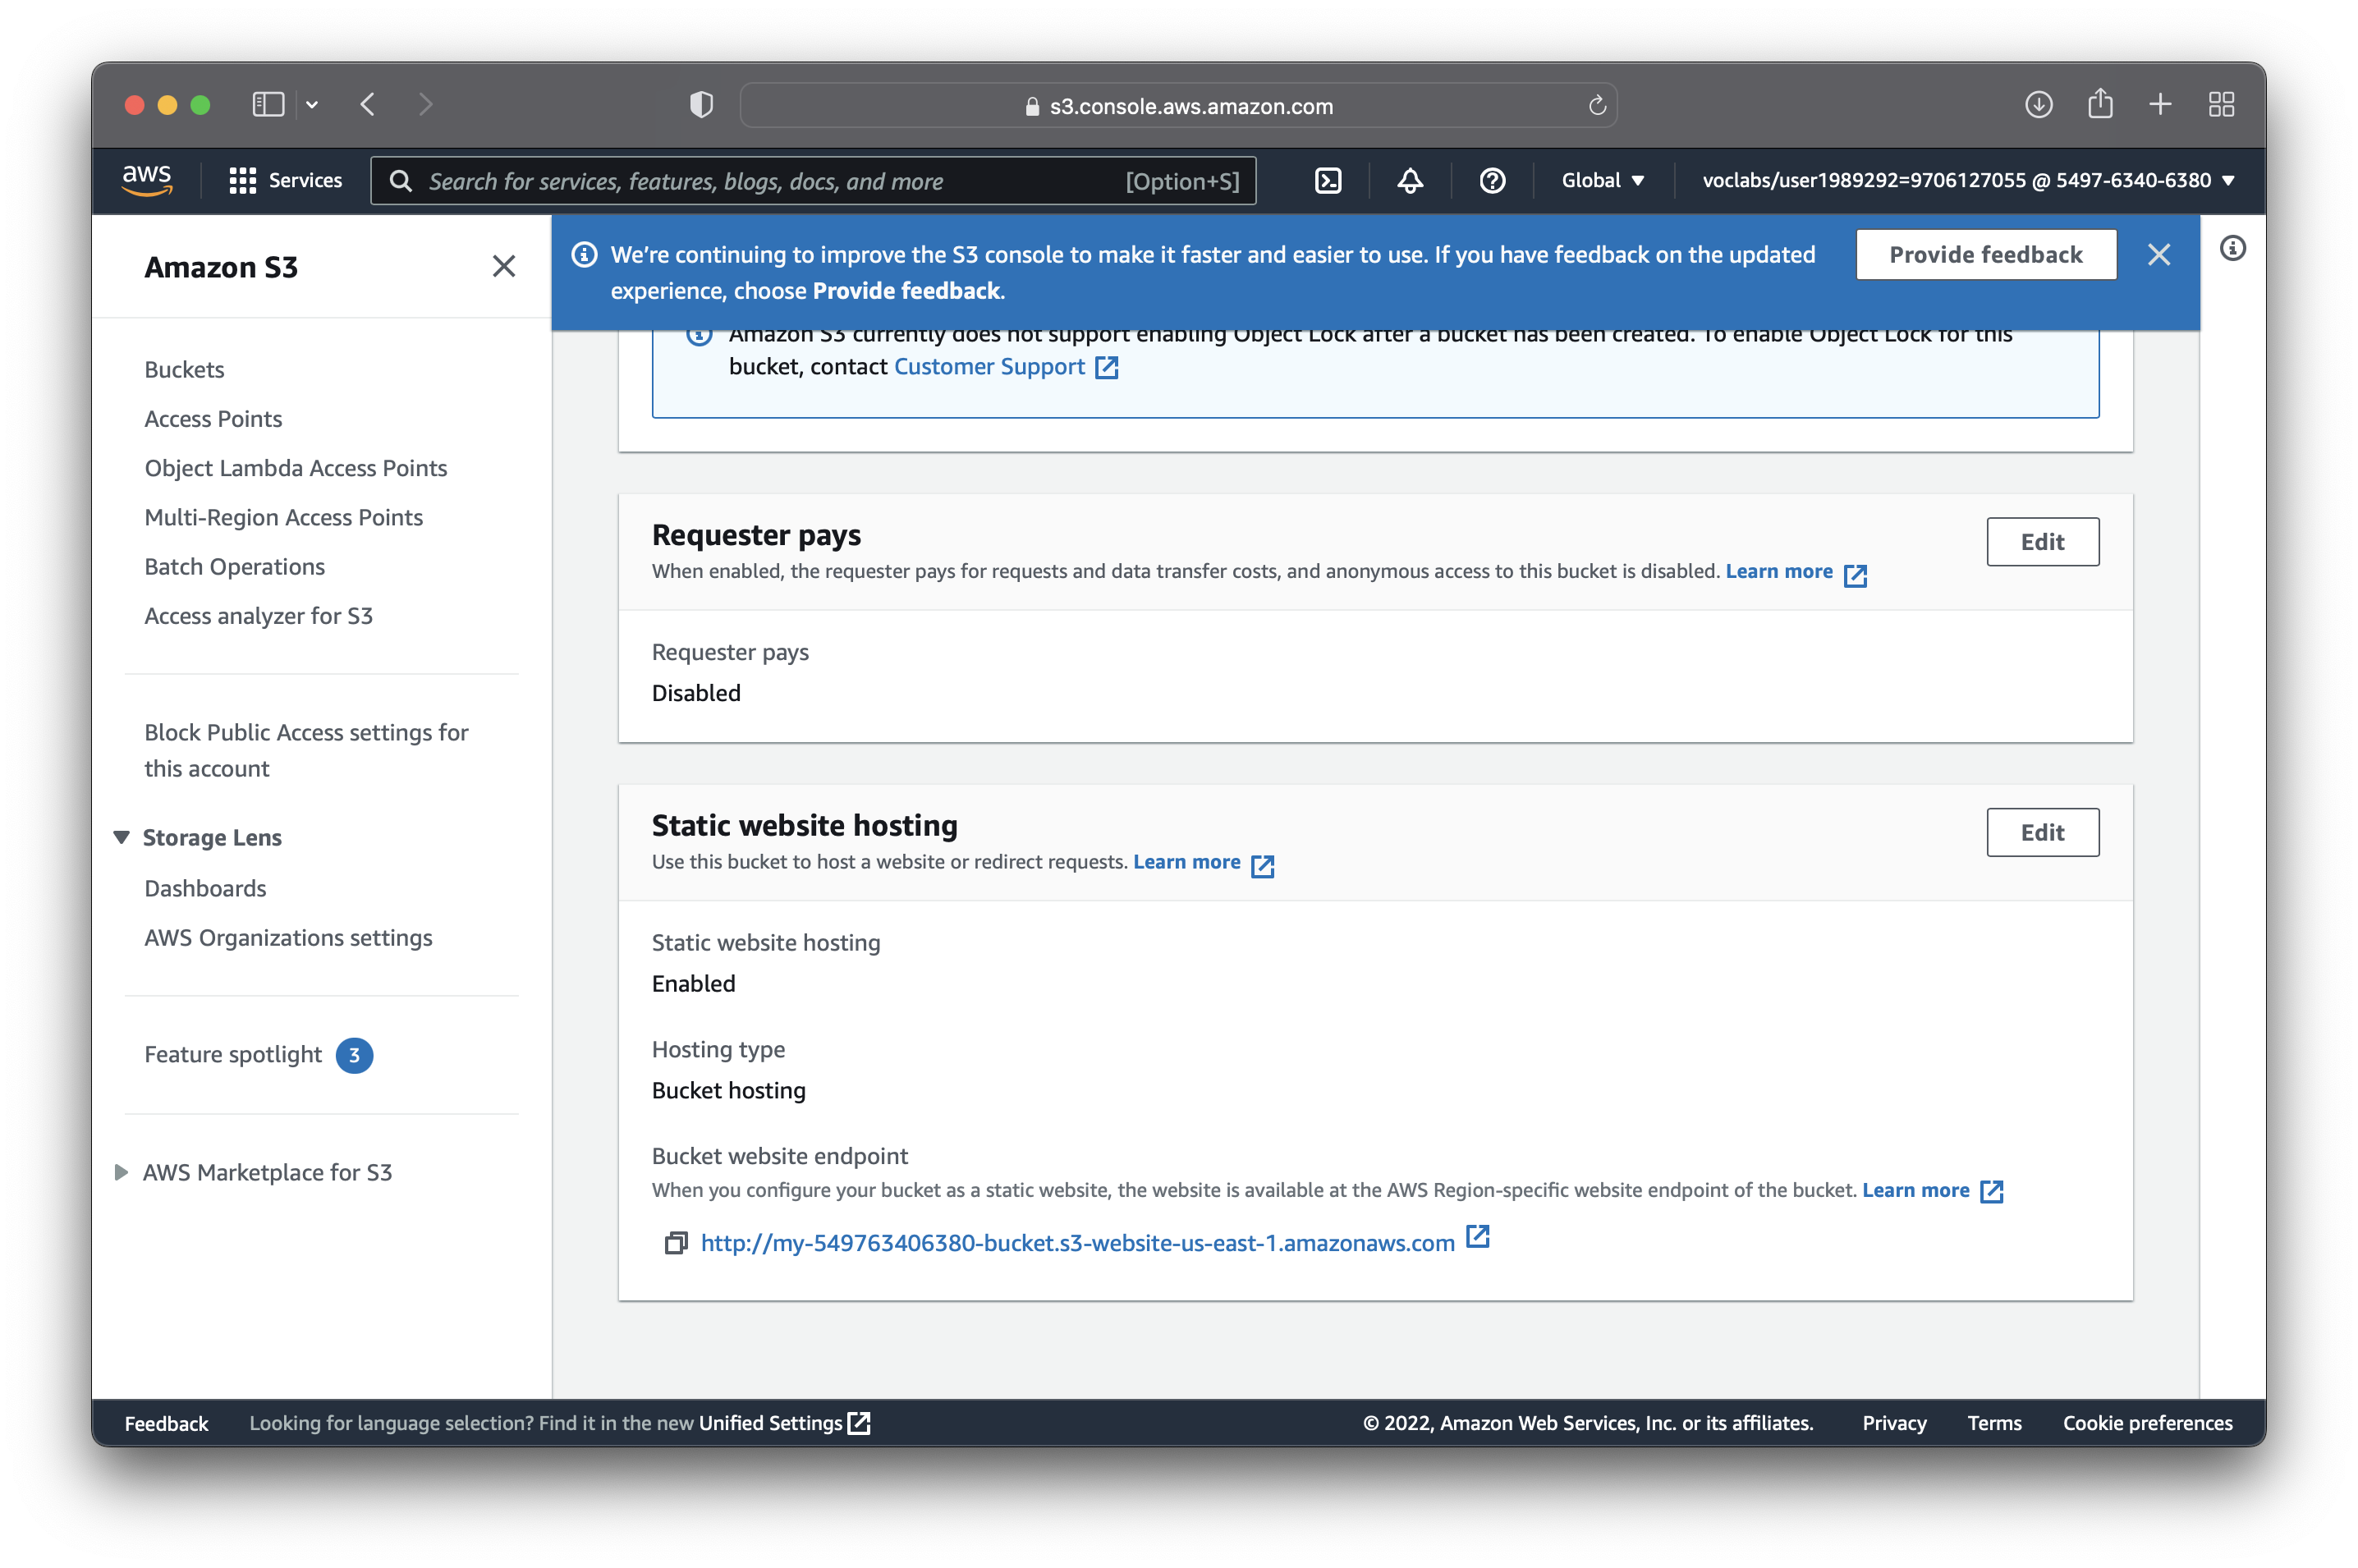 s3.console.aws.amazon.com
aws
Services
Search for services, features, blogs, docs, and more
[Option+S]
Global
voclabs/user1989292=9706127055 @ 5497-6340-6380
Amazon S3
Buckets
Access Points
Object Lambda Access Points
Multi-Region Access Points
Batch Operations
Access analyzer for S3
Block Public Access settings for
this account
Storage Lens
Dashboards
AWS Organizations settings
Feature spotlight 3
AWS Marketplace for S3
We’re continuing to improve the S3 console to make it faster and easier to use. If you have feedback on the updated
experience, choose Provide feedback.
Provide feedback
Amazon S3 currently does not support enabling Object Lock after a bucket has been created. To enable Object Lock for this
bucket, contact Customer Support
Requester pays
Edit
When enabled, the requester pays for requests and data transfer costs, and anonymous access to this bucket is disabled. Learn more
Requester pays
Disabled
Static website hosting
Edit
Use this bucket to host a website or redirect requests. Learn more
Static website hosting
Enabled
Hosting type
Bucket hosting
Bucket website endpoint
When you configure your bucket as a static website, the website is available at the AWS Region-specific website endpoint of the bucket. Learn more
http://my-549763406380-bucket.s3-website-us-east-1.amazonaws.com
Feedback
Looking for language selection? Find it in the new Unified Settings
© 2022, Amazon Web Services, Inc. or its affiliates.
Privacy
Terms
Cookie preferences